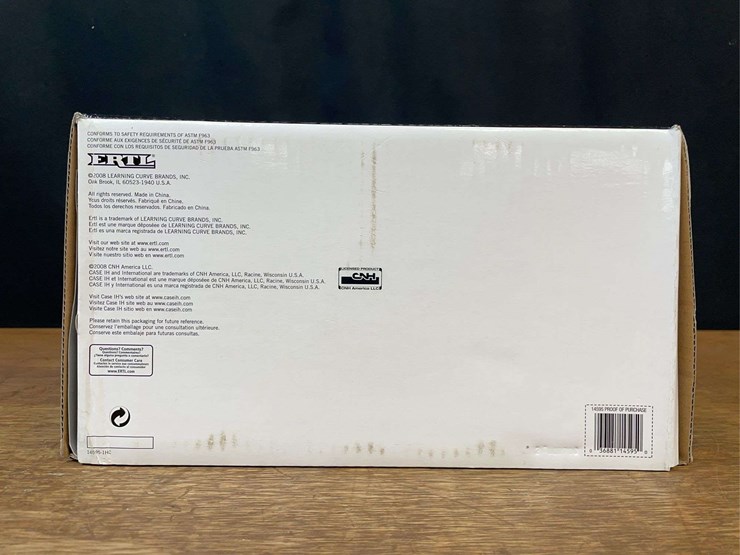 CONFORMS TO SAFETY REQUIREMENTS OF ASTM F963
CONFORME AUX EXIGENCES DE SÉCURITÉ DE ASTM F963
CONFORME CON LOS REQUISITOS DE SEGURIDAD DE LA PRUEBA ASTM F963
ERTL
©2008 LEARNING CURVE BRANDS, INC.
Oak Brook, IL 60523-1940 U.S.A.
All rights reserved. Made in China.
Tous droits réservés. Fabriqué en Chine.
Todos los derechos reservados. Fabricado en China.
Ertl is a trademark of LEARNING CURVE BRANDS, INC.
Ertl est une marque déposée de LEARNING CURVE BRANDS, INC.
Ertl es una marca registrada de LEARNING CURVE BRANDS, INC.
Visit our web site at www.ertl.com
Visitez notre site web au www.ertl.com
Visite nuestro sitio web en www.ertl.com
©2008 CNH America LLC.
CASE IH and International are trademarks of CNH America, LLC, Racine, Wisconsin U.S.A.
CASE IH et International est une marque déposée de CNH America, LLC, Racine, Wisconsin U.S.A.
CASE IH y International es una marca registrada de CNH America, LLC, Racine, Wisconsin U.S.A.
LICENSED PRODUCT
CNH
CNH America LLC
Visit Case IH's web site at www.caseih.com
Visitez Case IH site web au www.caseih.com
Visite Case IH sitio web en www.caseih.com
Please retain this packaging for future reference.
Conservez l'emballage pour une consultation ultérieure.
Conserve este embalaje para futuras consultas.
Questions? Comments?
Questions? Commentaires?
Contact Consumer Care
www.ERTL.com
14595 PROOF OF PURCHASE
0 36881 14595 0